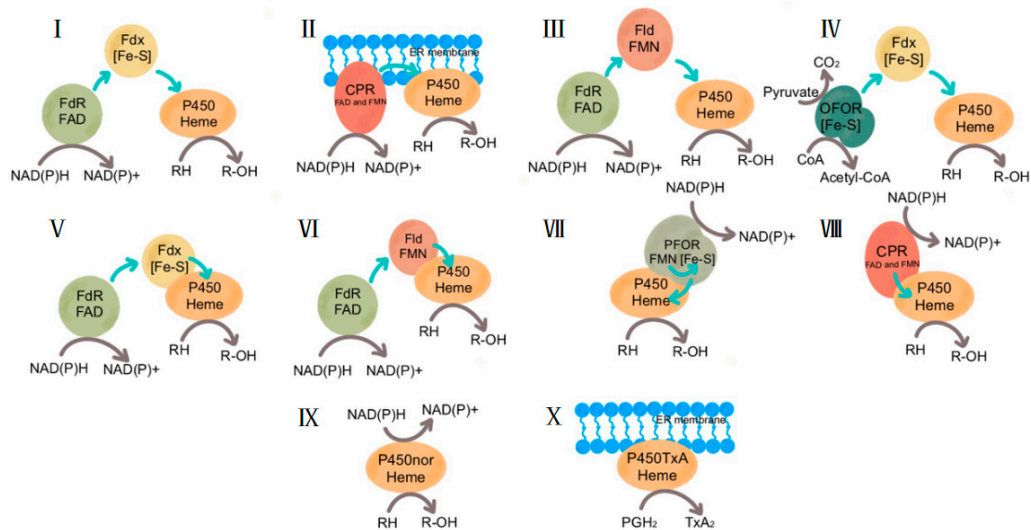 I
Fdx
[Fe-S]
FdR
FAD
P450
Heme
NAD(P)H
NAD(P)+
RH
R-OH
II
ER membrane
CPR
FAD and FMN
P450
Heme
NAD(P)H
NAD(P)+
RH
R-OH
III
Fld
FMN
FdR
FAD
P450
Heme
NAD(P)H
NAD(P)+
RH
R-OH
IV
CO₂
Pyruvate
Fdx
[Fe-S]
OFOR
[Fe-S]
P450
Heme
CoA
Acetyl-CoA
RH
R-OH
V
Fdx
[Fe-S]
FdR
FAD
P450
Heme
NAD(P)H
NAD(P)+
RH
R-OH
VI
Fld
FMN
FdR
FAD
P450
Heme
NAD(P)H
NAD(P)+
RH
R-OH
VII
NAD(P)H
NAD(P)+
PFOR
FMN [Fe-S]
P450
Heme
RH
R-OH
VIII
NAD(P)H
NAD(P)+
CPR
FAD and FMN
P450
Heme
RH
R-OH
IX
NAD(P)H
NAD(P)+
P450nor
Heme
RH
R-OH
X
ER membrane
P450TxA
Heme
PGH₂
TxA₂